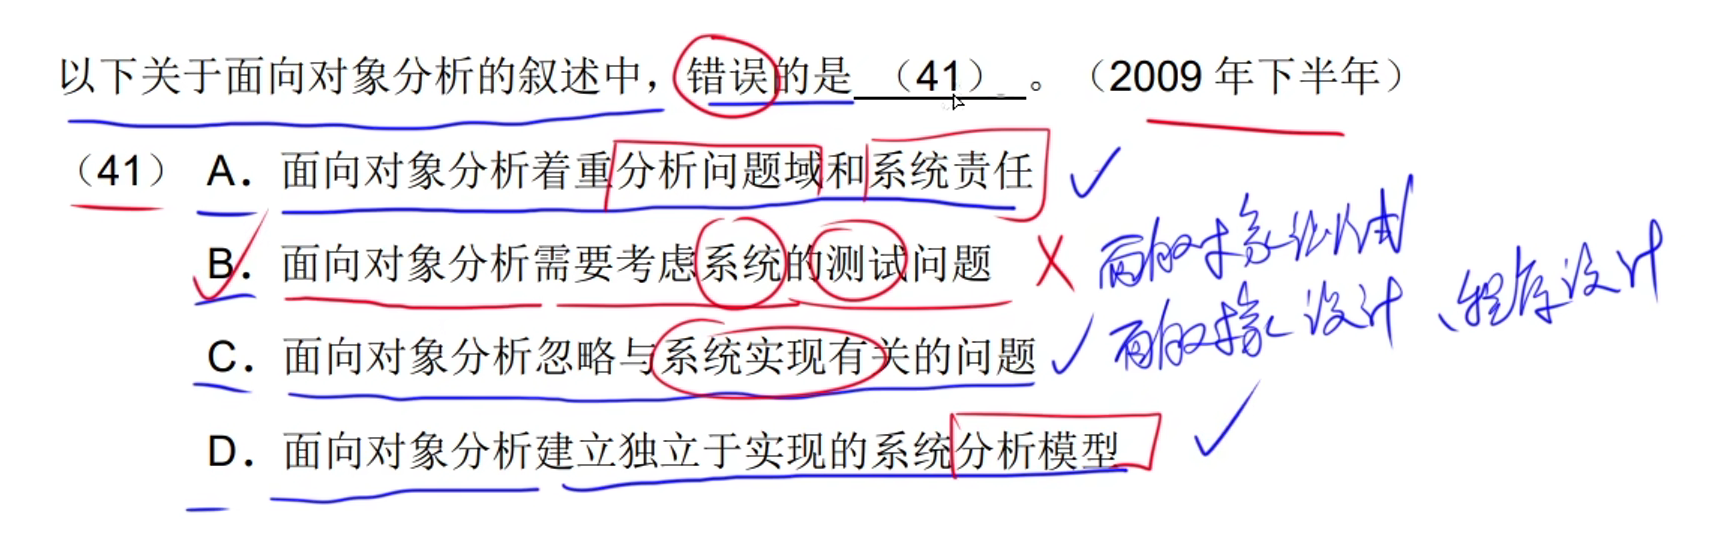 以下关于面向对象分析的叙述中，错误的是 （41） 。（2009 年下半年）
（41） A．面向对象分析着重分析问题域和系统责任
B．面向对象分析需要考虑系统的测试问题
面向对象测试
C．面向对象分析忽略与系统实现有关的问题
面向对象设计、程序设计
D．面向对象分析建立独立于实现的系统分析模型